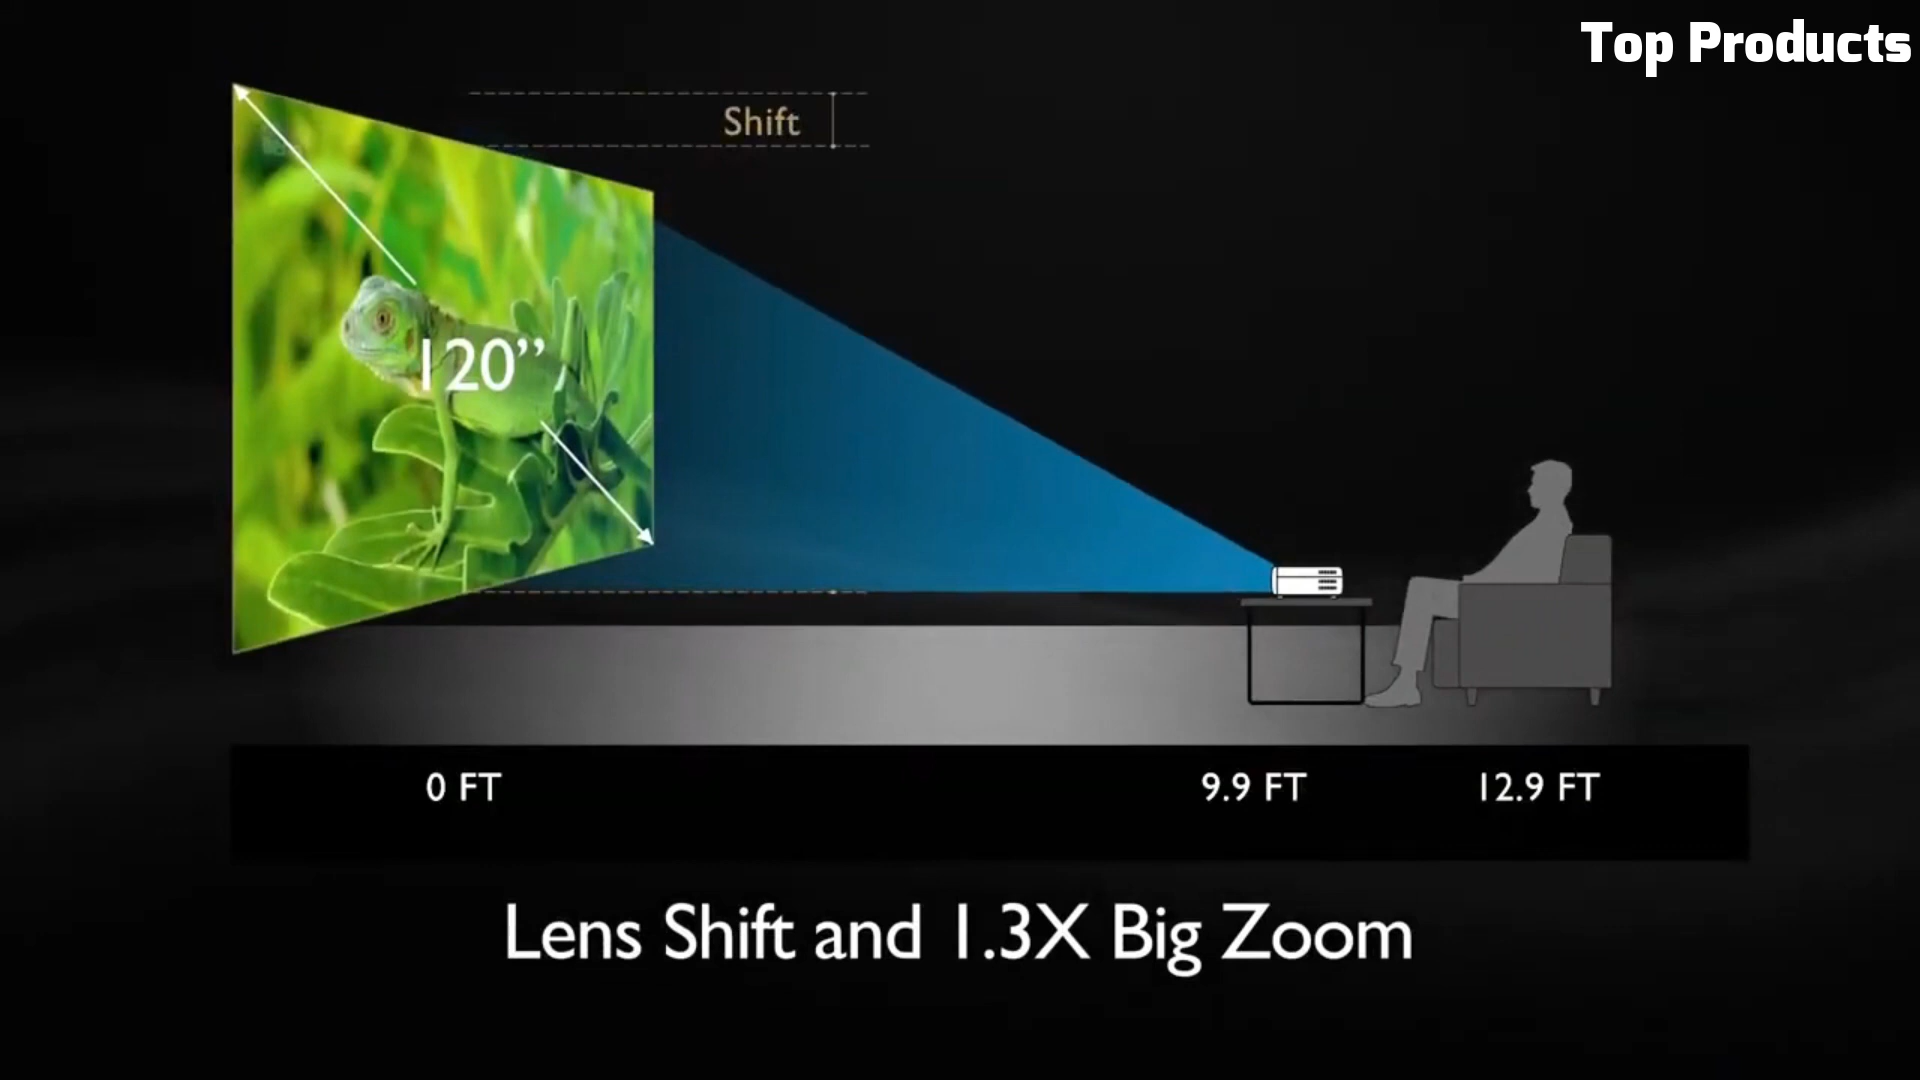 Top Products
Shift
120”
0 FT
9.9 FT
12.9 FT
Lens Shift and 1.3X Big Zoom